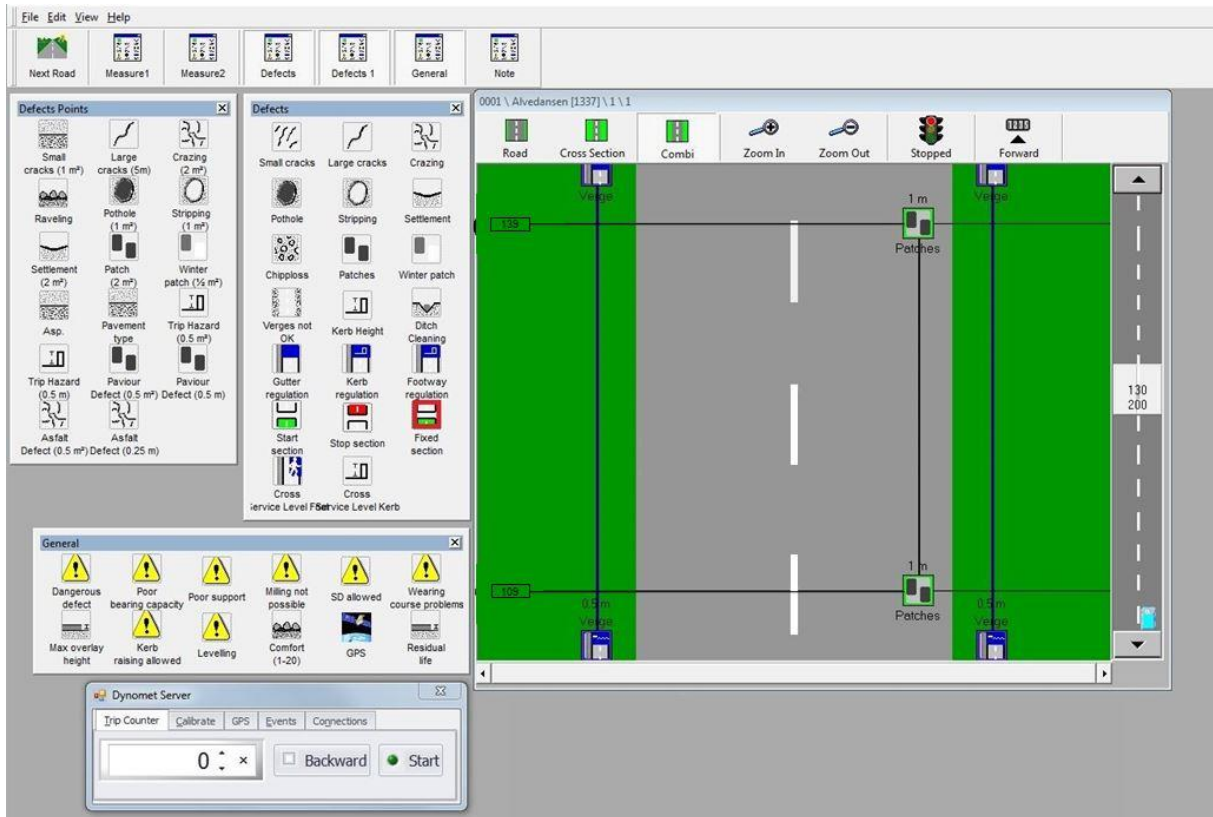 File Edit View Help
Next Road Measure1 Measure2 Defects Defects 1 General Note
Defects Points
Small cracks (1 m²)
Large cracks (5m)
Crazing (2 m²)
Raveling
Pothole (1 m²)
Stripping (1 m²)
Settlement (2 m²)
Patch (2 m²)
Winter patch (½ m²)
Asp.
Pavement type
Trip Hazard (0.5 m²)
Trip Hazard (0.5 m)
Paviour Defect (0.5 m²)
Paviour Defect (0.5 m)
Asfalt Defect (0.5 m²)
Asfalt Defect (0.25 m)
Defects
Small cracks
Large cracks
Crazing
Pothole
Stripping
Settlement
Chipploss
Patches
Winter patch
Verges not OK
Kerb Height
Ditch Cleaning
Gutter regulation
Kerb regulation
Footway regulation
Start section
Stop section
Fixed section
Cross
Cross
Service Level Kerb
0001 \ Alvedansen [1337] \ 1 \ 1
Road Cross Section Combi Zoom In Zoom Out Stopped Forward
Verge
1 m
Verge
139
Patches
130
200
1 m
109
0.5 m
Verge
Patches
0.5 m
Verge
General
Dangerous defect
Poor bearing capacity
Poor support
Milling not possible
SD allowed
Wearing course problems
Max overlay height
Kerb raising allowed
Levelling
Comfort (1-20)
GPS
Residual life
Dynomet Server
Trip Counter Calibrate GPS Events Connections
0 Backward Start